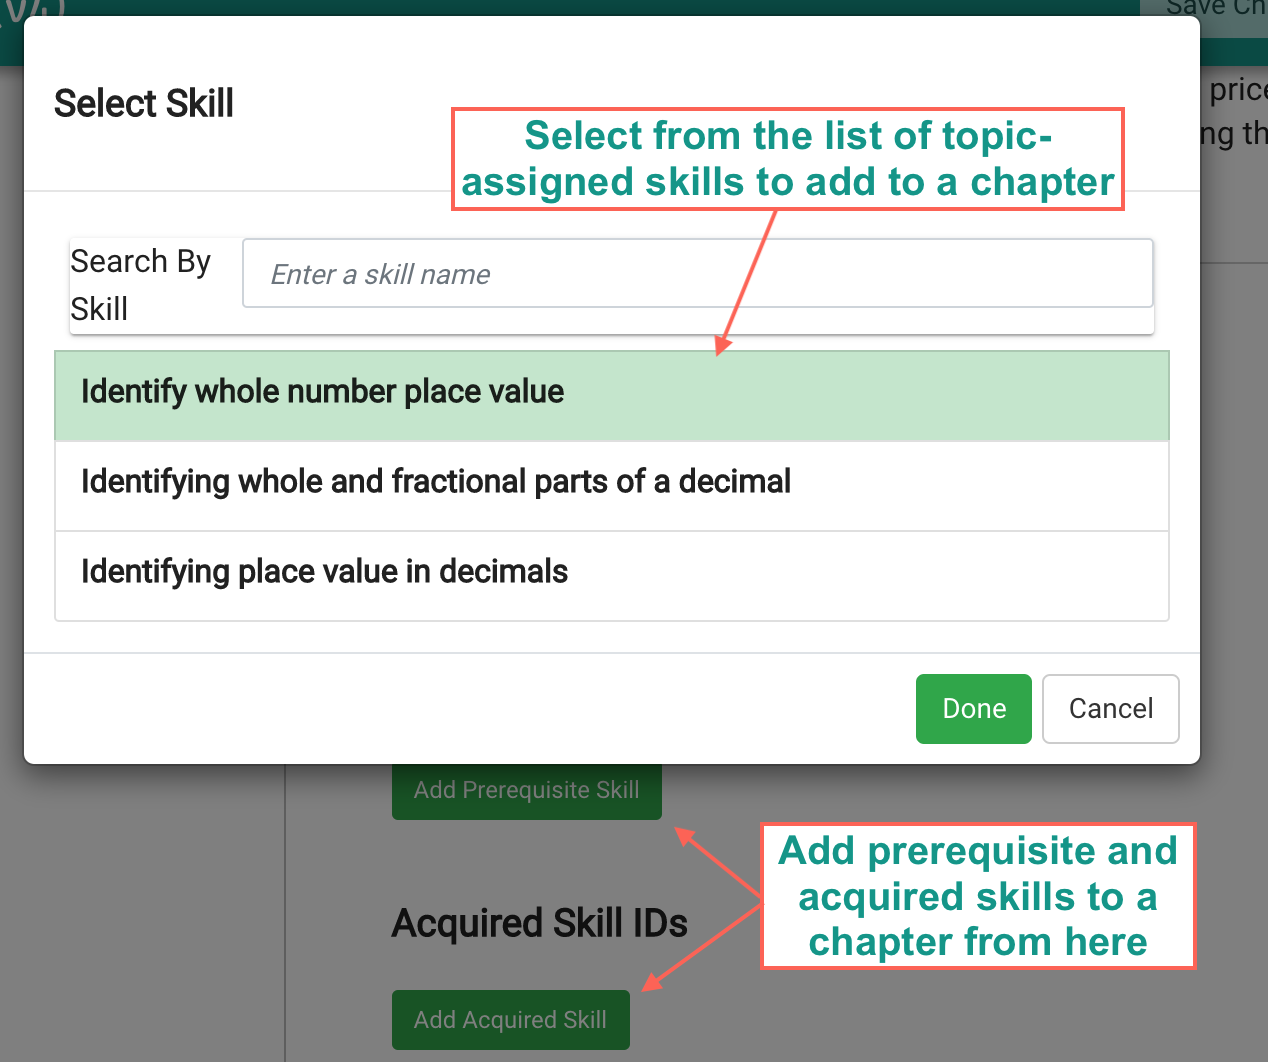 Save Ch
Select Skill
price
ng th
Select from the list of topic-
assigned skills to add to a chapter
Search By
Skill
Enter a skill name
Identify whole number place value
Identifying whole and fractional parts of a decimal
Identifying place value in decimals
Done
Cancel
Add Prerequisite Skill
Add prerequisite and
acquired skills to a
chapter from here
Acquired Skill IDs
Add Acquired Skill